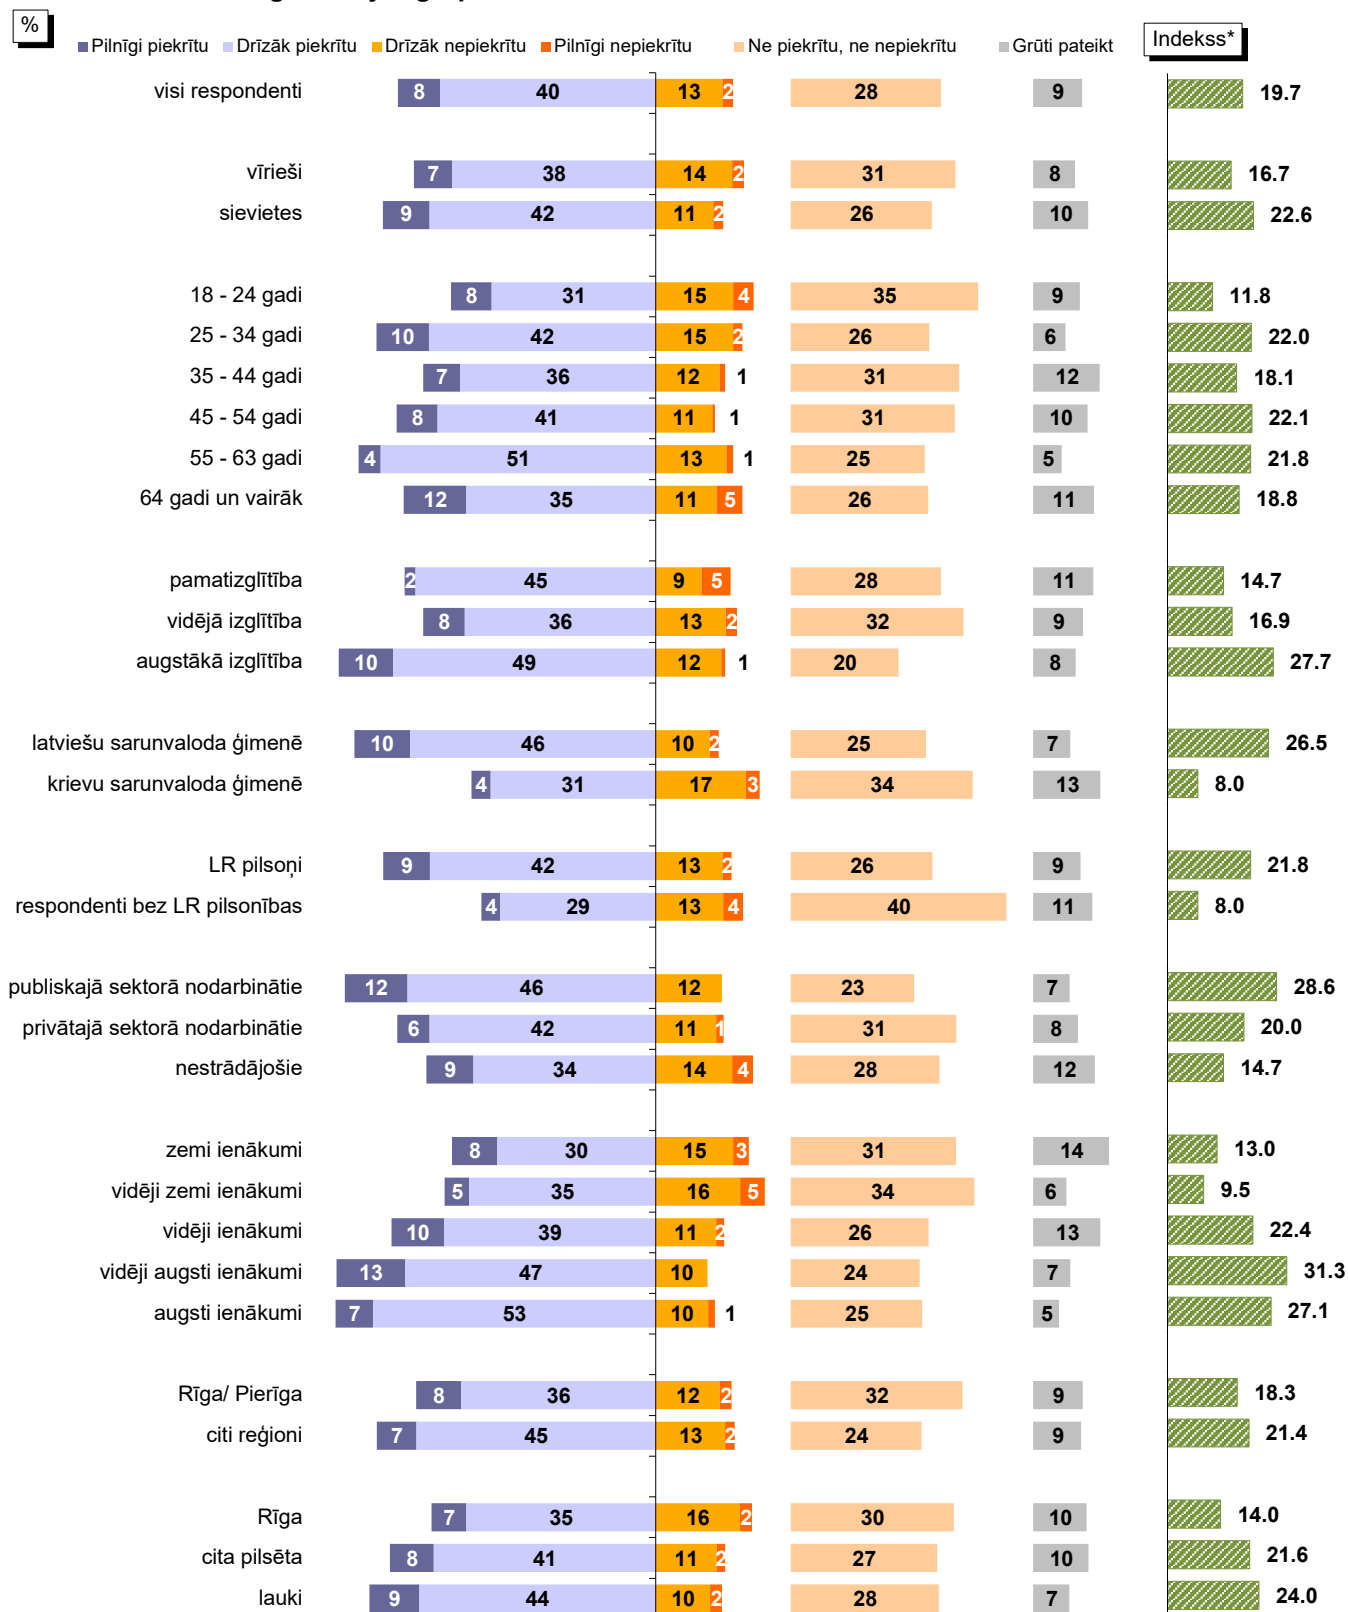 %
Pilnīgi piekrītu Drīzāk piekrītu Drīzāk nepiekrītu Pilnīgi nepiekrītu Ne piekrītu, ne nepiekrītu Grūti pateikt Indekss*
visi respondenti 8 40 13 2 28 9 19.7
vīrieši 7 38 14 2 31 8 16.7
sievietes 9 42 11 2 26 10 22.6
18 - 24 gadi 8 31 15 4 35 9 11.8
25 - 34 gadi 10 42 15 2 26 6 22.0
35 - 44 gadi 7 36 12 1 31 12 18.1
45 - 54 gadi 8 41 11 1 31 10 22.1
55 - 63 gadi 4 51 13 1 25 5 21.8
64 gadi un vairāk 12 35 11 5 26 11 18.8
pamatizglītība 2 45 9 5 28 11 14.7
vidējā izglītība 8 36 13 2 32 9 16.9
augstākā izglītība 10 49 12 1 20 8 27.7
latviešu sarunvaloda ģimenē 10 46 10 2 25 7 26.5
krievu sarunvaloda ģimenē 4 31 17 3 34 13 8.0
LR pilsoņi 9 42 13 2 26 9 21.8
respondenti bez LR pilsonības 4 29 13 4 40 11 8.0
publiskajā sektorā nodarbinātie 12 46 12 23 7 28.6
privātajā sektorā nodarbinātie 6 42 11 1 31 8 20.0
nestrādājošie 9 34 14 4 28 12 14.7
zemi ienākumi 8 30 15 3 31 14 13.0
vidēji zemi ienākumi 5 35 16 5 34 6 9.5
vidēji ienākumi 10 39 11 2 26 13 22.4
vidēji augsti ienākumi 13 47 10 24 7 31.3
augsti ienākumi 7 53 10 1 25 5 27.1
Rīga/ Pierīga 8 36 12 2 32 9 18.3
citi reģioni 7 45 13 2 24 9 21.4
Rīga 7 35 16 2 30 10 14.0
cita pilsēta 8 41 11 2 27 10 21.6
lauki 9 44 10 2 28 7 24.0